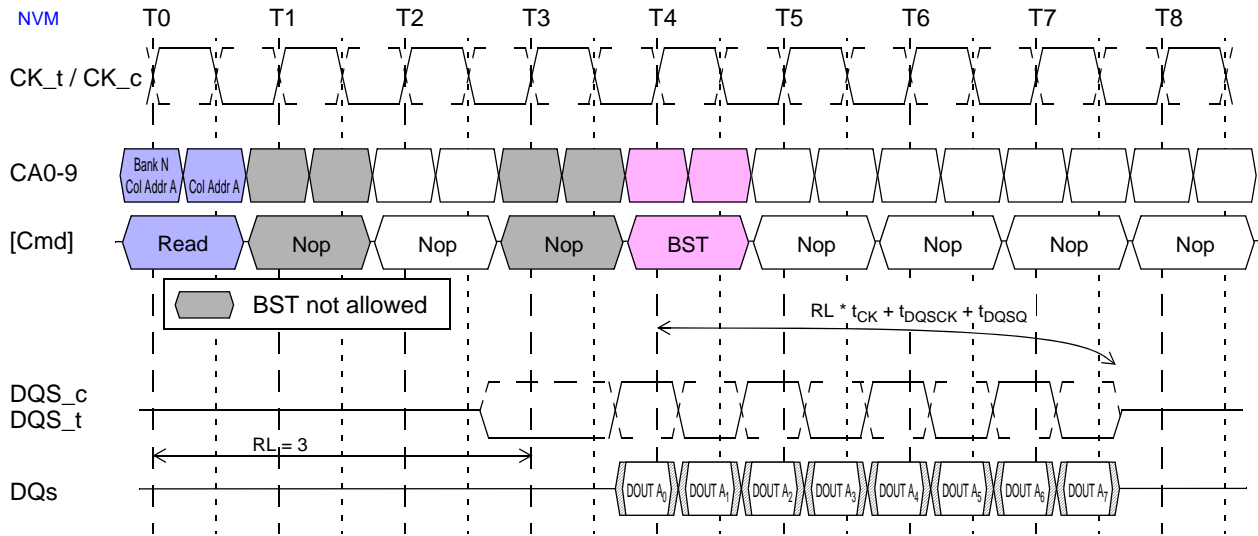 NVM T0 T1 T2 T3 T4 T5 T6 T7 T8
CK_t / CK_c
CA0-9 Bank N Col Addr A Col Addr A
[Cmd] Read Nop Nop Nop BST Nop Nop Nop Nop
BST not allowed
RL * tCK + tDQSCK + tDQSQ
DQS_c
DQS_t
RL = 3
DQs DOUT A0 DOUT A1 DOUT A2 DOUT A3 DOUT A4 DOUT A5 DOUT A6 DOUT A7